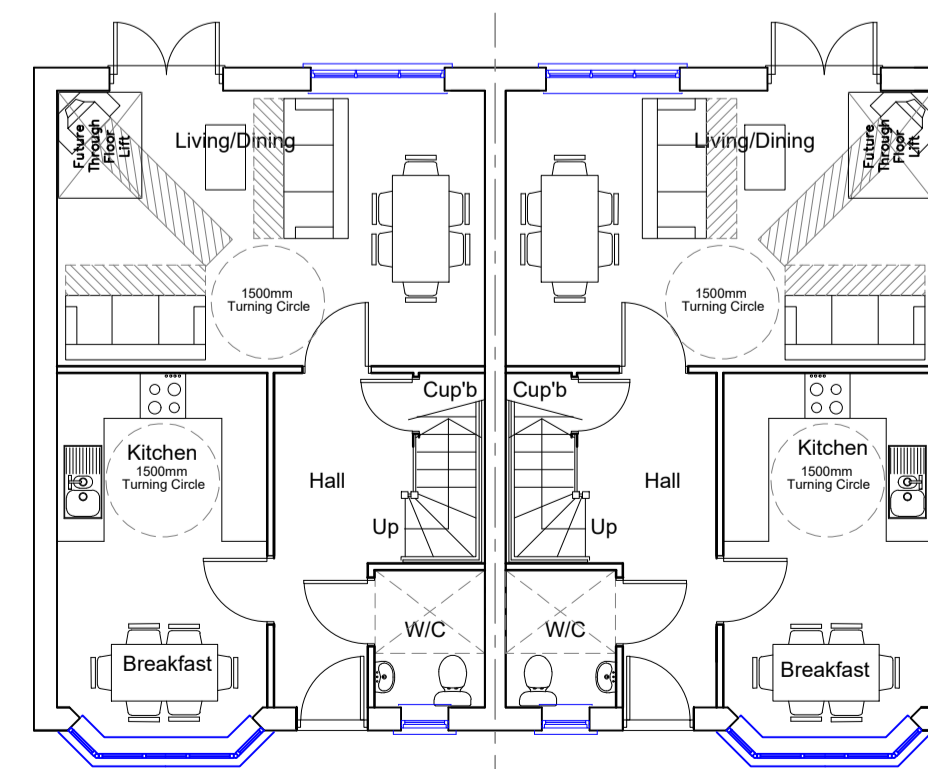 Future
Through
Floor
Lift
Living/Dining
Living/Dining
Future
Through
Floor
Lift
1500mm
Turning Circle
1500mm
Turning Circle
Cup'b
Cup'b
Kitchen
1500mm
Turning Circle
Hall
Hall
Kitchen
1500mm
Turning Circle
Up
Up
W/C
W/C
Breakfast
Breakfast